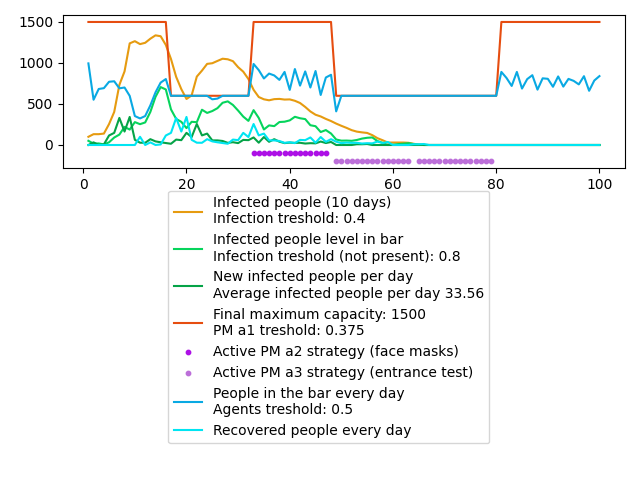 1500
1000
500
0
0 20 40 60 80 100
Infected people (10 days)
Infection treshold: 0.4
Infected people level in bar
Infection treshold (not present): 0.8
New infected people per day
Average infected people per day 33.56
Final maximum capacity: 1500
PM a1 treshold: 0.375
Active PM a2 strategy (face masks)
Active PM a3 strategy (entrance test)
People in the bar every day
Agents treshold: 0.5
Recovered people every day